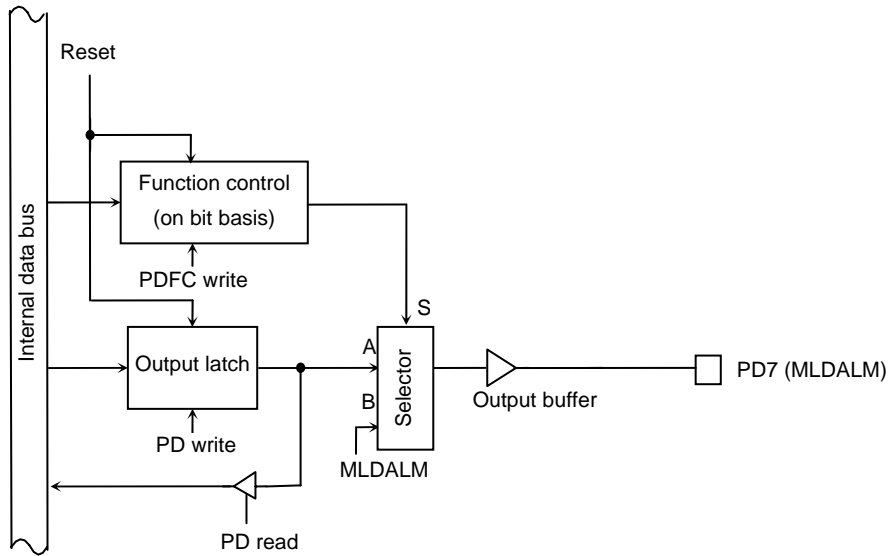 Reset
Function control
(on bit basis)
PDFC write
Internal data bus
S
Output latch
A
B
Selector
PD7 (MLDALM)
Output buffer
PD write
MLDALM
PD read